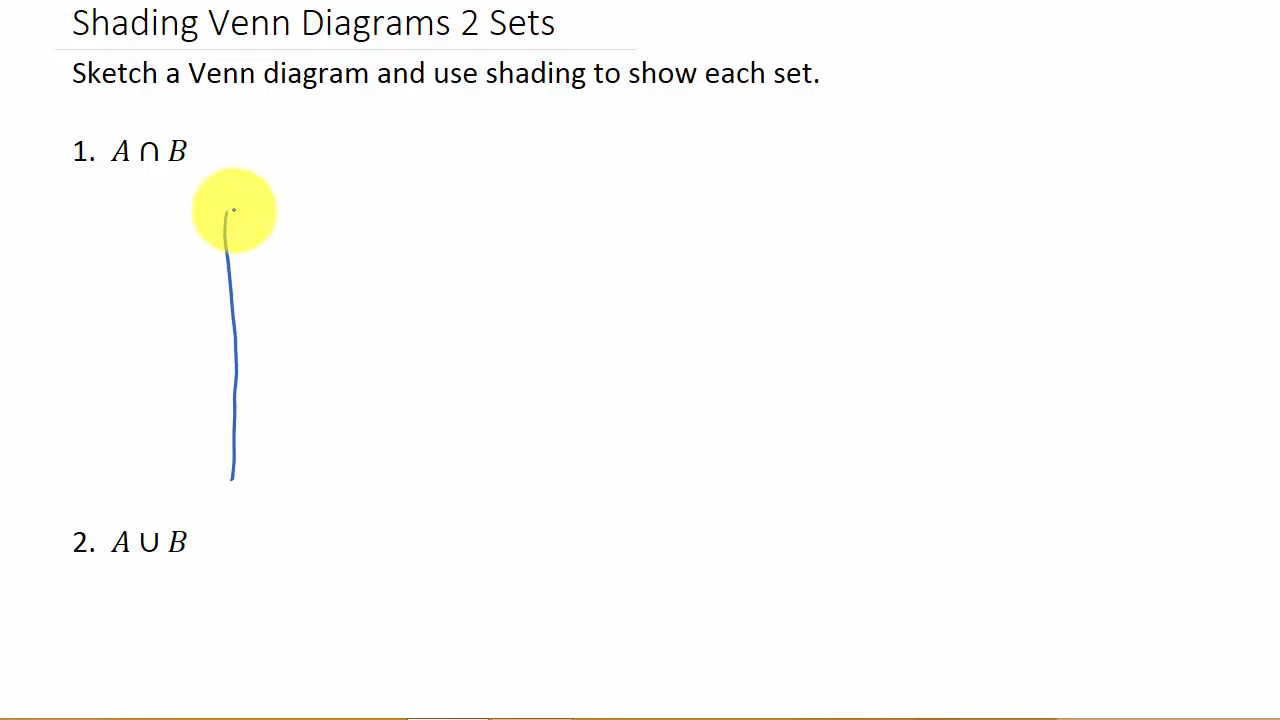 Shading Venn Diagrams 2 Sets
Sketch a Venn diagram and use shading to show each set.
1. A ∩ B
2. A ∪ B